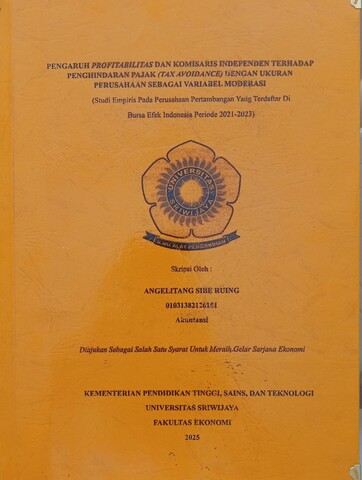 PENGARUH PROFITABILITAS DAN KOMISARIS INDEPENDEN TERHADAP
PENGHINDARAN PAJAK (TAX AVOIDANCE) DENGAN UKURAN
PERUSAHAAN SEBAGAI VARIABEL MODERASI
(Studi Empiris Pada Perusahaan Pertambangan Yang Terdaftar Di
Bursa Efek Indonesia Periode 2021-2023)
UNIVERSITAS
SRIWIJAYA
ILMU ALAT PENGABDIAN
Skripsi Oleh :
ANGELITANG SIBE RUING
01031382126181
Akuntansi
Diajukan Sebagai Salah Satu Syarat Untuk Meraih Gelar Sarjana Ekonomi
KEMENTERIAN PENDIDIKAN TINGGI, SAINS, DAN TEKNOLOGI
UNIVERSITAS SRIWIJAYA
FAKULTAS EKONOMI
2025